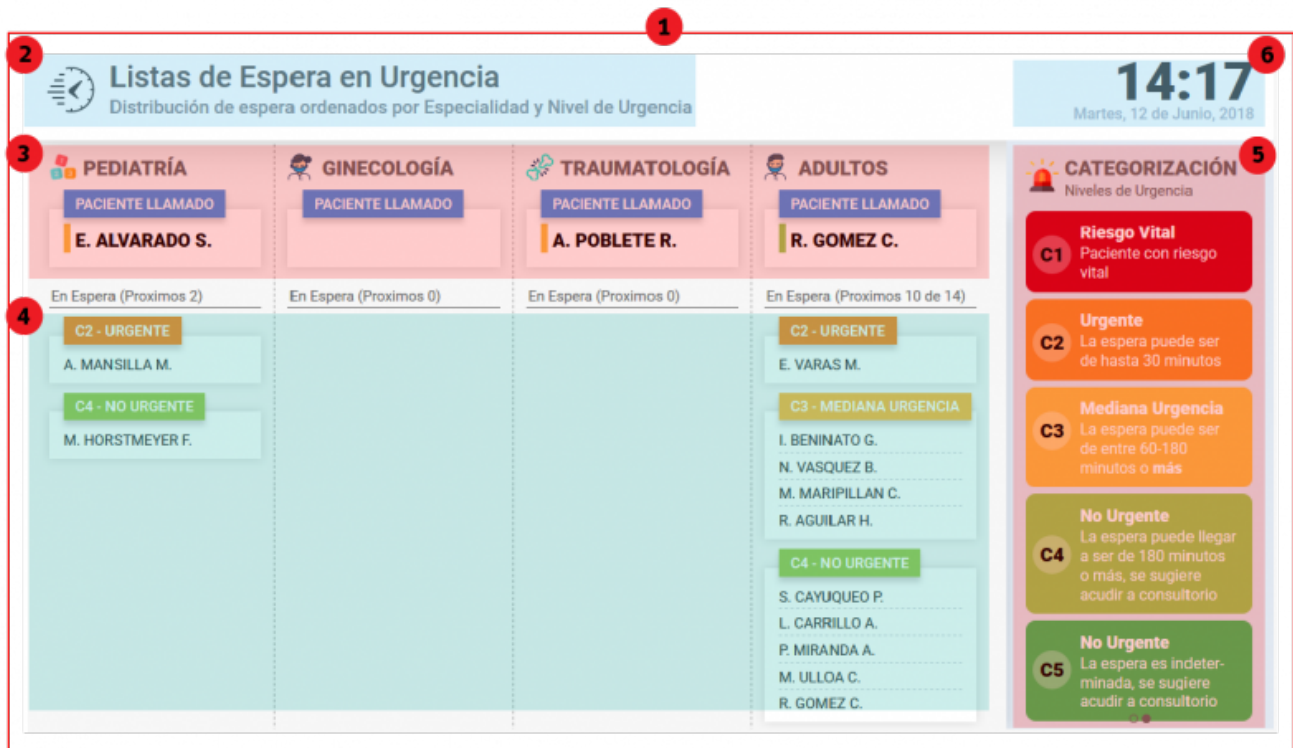 1
2
Listas de Espera en Urgencia
Distribución de espera ordenados por Especialidad y Nivel de Urgencia
6
14:17
Martes, 12 de Junio, 2018
3
PEDIATRÍA
PACIENTE LLAMADO
E. ALVARADO S.
GINECOLOGÍA
PACIENTE LLAMADO
TRAUMATOLOGÍA
PACIENTE LLAMADO
A. POBLETE R.
ADULTOS
PACIENTE LLAMADO
R. GOMEZ C.
4
En Espera (Proximos 2)
C2 - URGENTE
A. MANSILLA M.
C4 - NO URGENTE
M. HORSTMEYER F.
En Espera (Proximos 0)
En Espera (Proximos 0)
En Espera (Proximos 10 de 14)
C2 - URGENTE
E. VARAS M.
C3 - MEDIANA URGENCIA
I. BENINATO G.
N. VASQUEZ B.
M. MARIPILLAN C.
R. AGUILAR H.
C4 - NO URGENTE
S. CAYUQUEO P.
L. CARRILLO A.
P. MIRANDA A.
M. ULLOA C.
R. GOMEZ C.
5
CATEGORIZACIÓN
Niveles de Urgencia
C1
Riesgo Vital
Paciente con riesgo
vital
C2
Urgente
La espera puede ser
de hasta 30 minutos
C3
Mediana Urgencia
La espera puede ser
de entre 60-180
minutos o más
C4
No Urgente
La espera puede llegar
a ser de 180 minutos
o más, se sugiere
acudir a consultorio
C5
No Urgente
La espera es indeter-
minada, se sugiere
acudir a consultorio